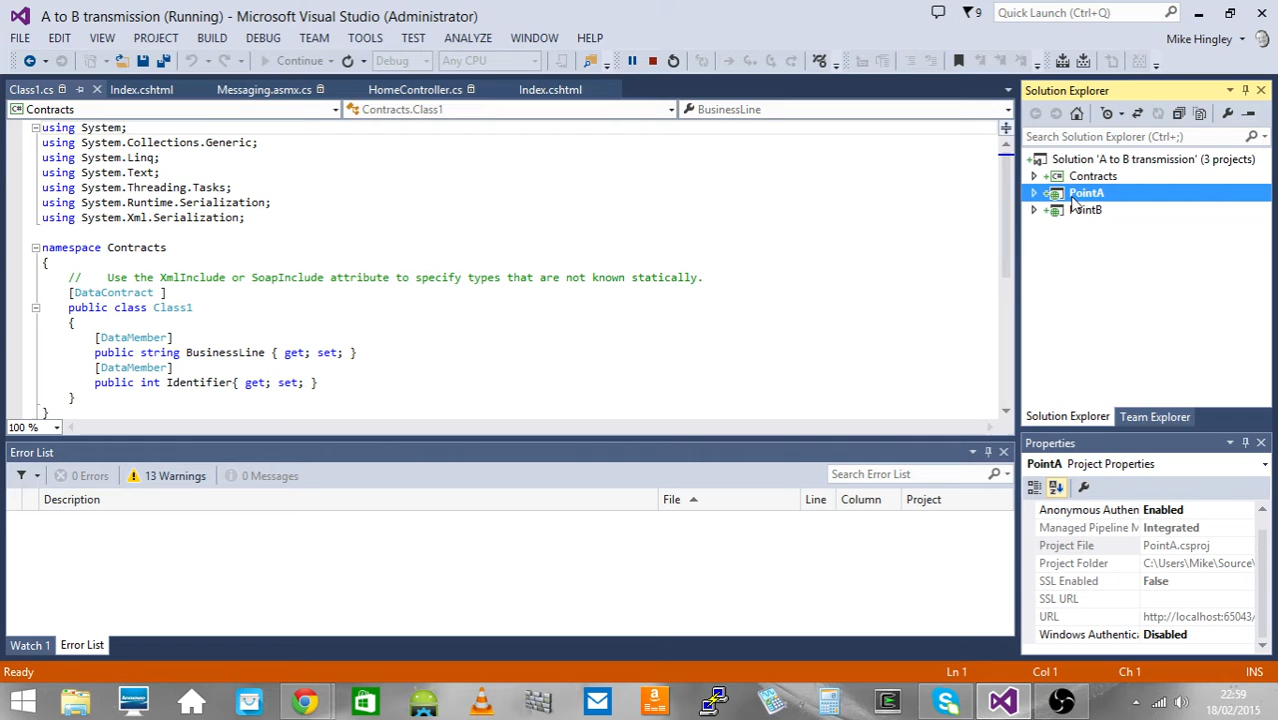 A to B transmission (Running) - Microsoft Visual Studio (Administrator)
9
Quick Launch (Ctrl+Q)
FILE EDIT VIEW PROJECT BUILD DEBUG TEAM TOOLS TEST ANALYZE WINDOW HELP
Mike Hingley
Continue Debug Any CPU
Class1.cs Index.cshtml Messaging.asmx.cs HomeController.cs Index.cshtml
Contracts Contracts.Class1 BusinessLine
using System;
using System.Collections.Generic;
using System.Linq;
using System.Text;
using System.Threading.Tasks;
using System.Runtime.Serialization;
using System.Xml.Serialization;
namespace Contracts
{
// Use the XmlInclude or SoapInclude attribute to specify types that are not known statically.
[DataContract ]
public class Class1
{
[DataMember]
public string BusinessLine { get; set; }
[DataMember]
public int Identifier{ get; set; }
}
}
100 %
Solution Explorer
Search Solution Explorer (Ctrl+;)
Solution 'A to B transmission' (3 projects)
C# Contracts
PointA
PointB
Solution Explorer Team Explorer
Error List
0 Errors 13 Warnings 0 Messages Search Error List
Description File Line Column Project
Properties
PointA Project Properties
Anonymous Authen Enabled
Managed Pipeline M Integrated
Project File PointA.csproj
Project Folder C:\Users\Mike\Source\
SSL Enabled False
SSL URL
URL http://localhost:65043/
Windows Authentica Disabled
Watch 1 Error List
Ready Ln 1 Col 1 Ch 1 INS
22:59
18/02/2015